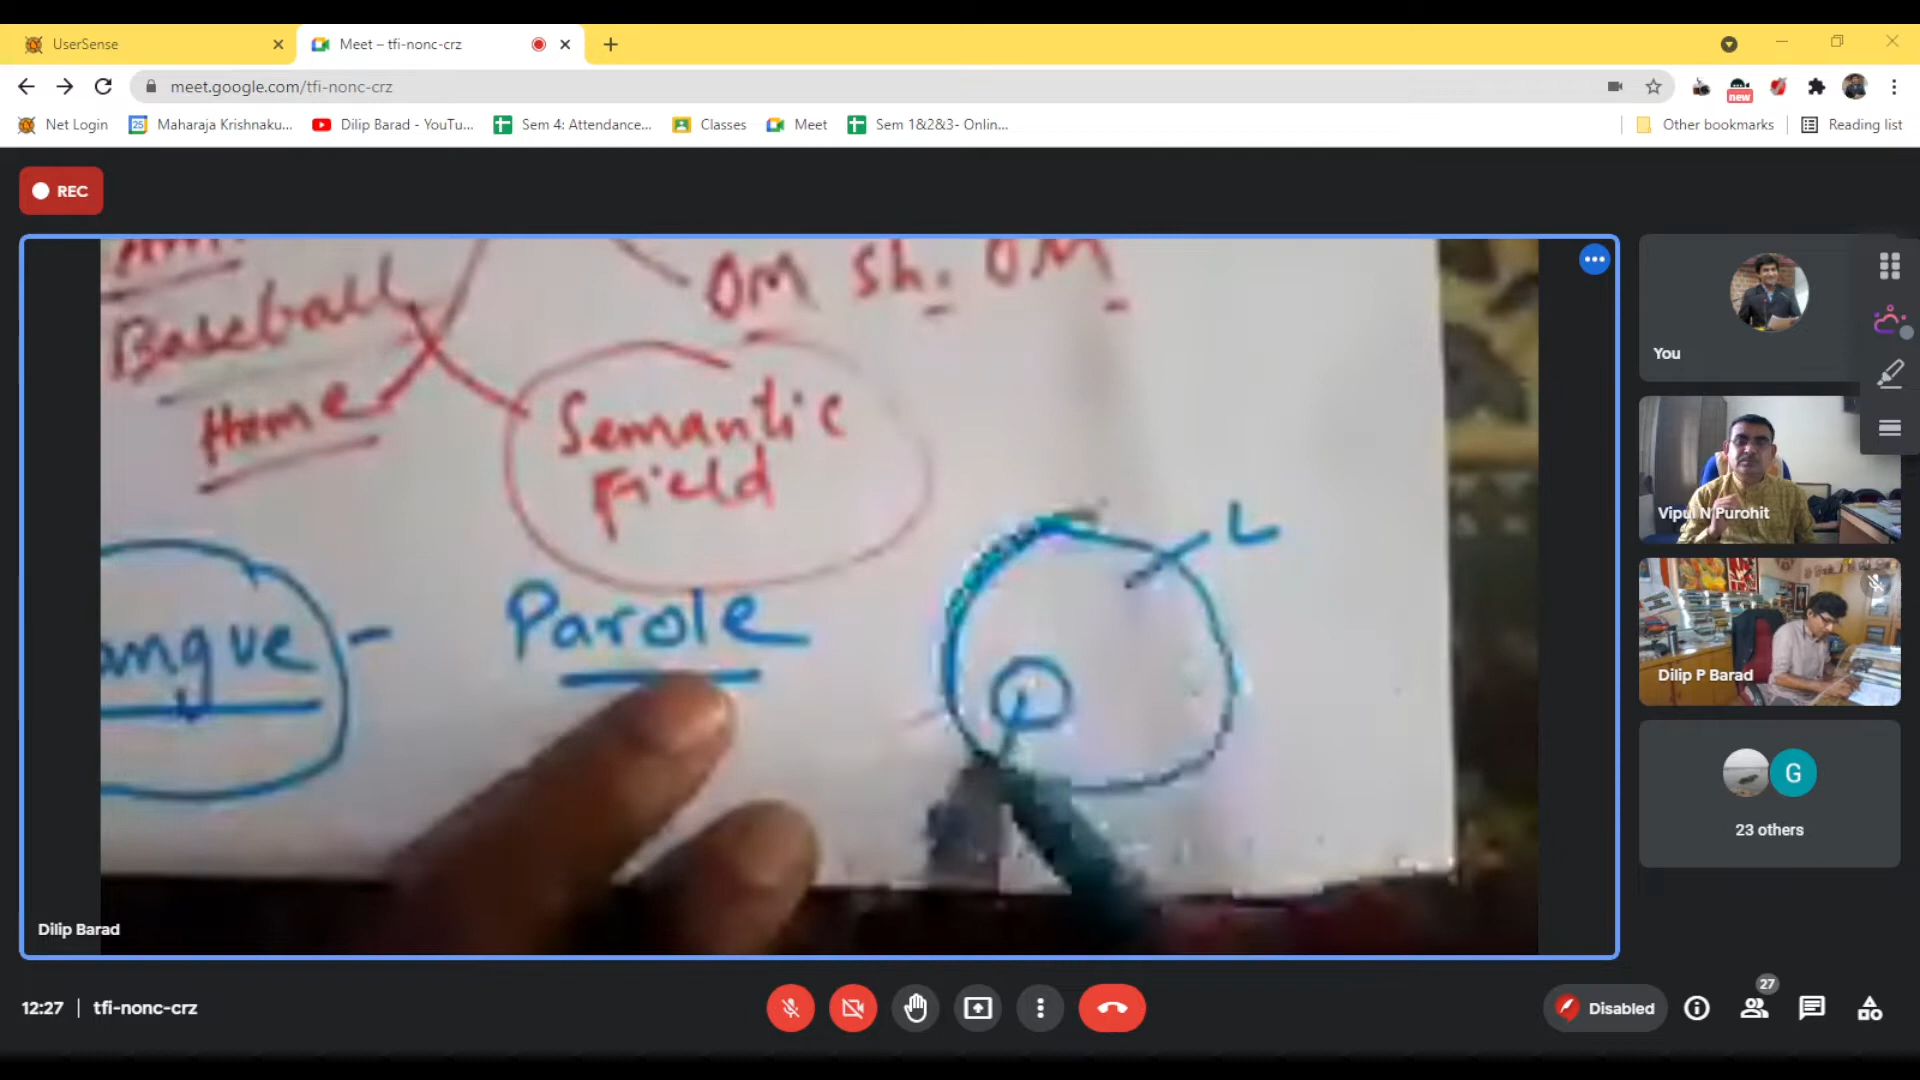 UserSense
Meet – tfi-nonc-crz
meet.google.com/tfi-nonc-crz
new
Net Login
25
Maharaja Krishnaku...
Dilip Barad - YouTu...
Sem 4: Attendance...
Classes
Meet
Sem 1&2&3- Onlin...
Other bookmarks
Reading list
REC
OM Sh. OM
Baseball
Home
Semantic
Field
L
angue -
Parole
Dilip Barad
You
Vipul N Purohit
Dilip P Barad
G
23 others
12:27 | tfi-nonc-crz
Disabled
27